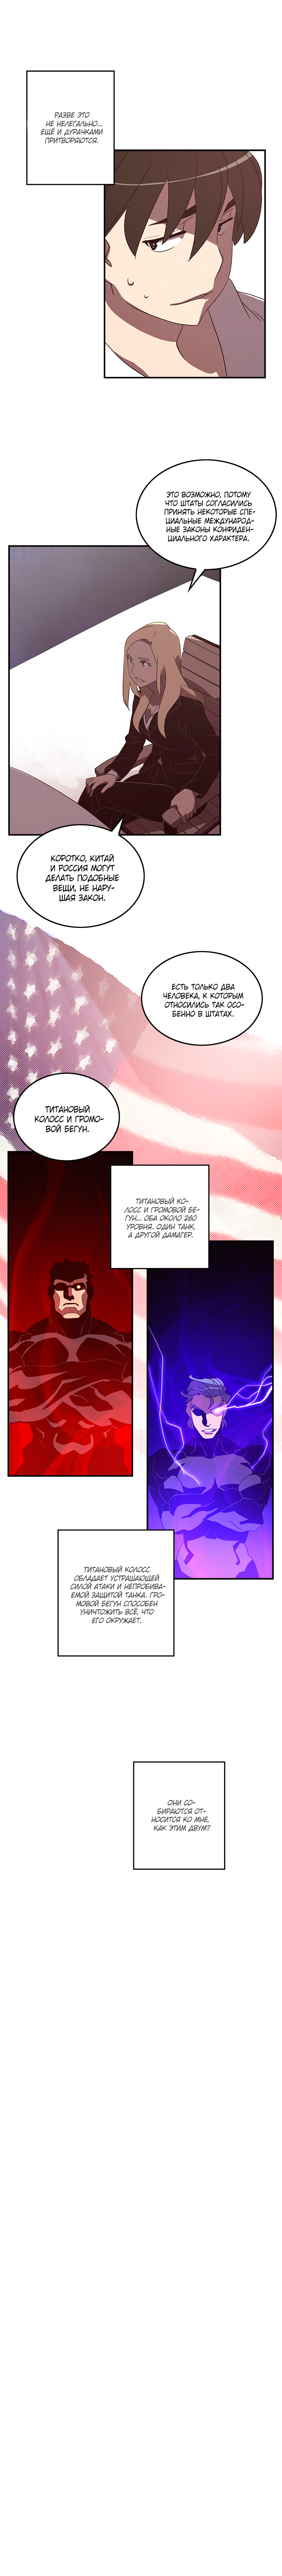 РАЗВЕ ЭТО
НЕ НЕЛЕГАЛЬНО...
ЕЩЁ И ДУРАЧКАМИ
ПРИТВОРЯЮТСЯ.
ЭТО ВОЗМОЖНО, ПОТОМУ
ЧТО ШТАТЫ СОГЛАСИЛИСЬ
ПРИНЯТЬ НЕКОТОРЫЕ СПЕ-
ЦИАЛЬНЫЕ МЕЖДУНАРОД-
НЫЕ ЗАКОНЫ КОНФИДЕН-
ЦИАЛЬНОГО ХАРАКТЕРА.
КОРОТКО, КИТАЙ
И РОССИЯ МОГУТ
ДЕЛАТЬ ПОДОБНЫЕ
ВЕЩИ, НЕ НАРУ-
ШАЯ ЗАКОН.
ЕСТЬ ТОЛЬКО ДВА
ЧЕЛОВЕКА, К КОТОРЫМ
ОТНОСИЛИСЬ ТАК ОСО-
БЕННО В ШТАТАХ.
ТИТАНОВЫЙ
КОЛОСС И ГРОМО-
ВОЙ БЕГУН.
ТИТАНОВЫЙ КО-
ЛОСС И ГРОМОВОЙ БЕ-
ГУН... ОБА ОКОЛО 280
УРОВНЯ. ОДИН ТАНК,
А ДРУГОЙ ДАМАГЕР.
ТИТАНОВЫЙ КОЛОСС
ОБЛАДАЕТ УСТРАШАЮЩЕЙ
СИЛОЙ АТАКИ И НЕПРОБИВА-
ЕМОЙ ЗАЩИТОЙ ТАНКА. ГРО-
МОВОЙ БЕГУН СПОСОБЕН
УНИЧТОЖИТЬ ВСЁ, ЧТО
ЕГО ОКРУЖАЕТ.
ОНИ СО-
БИРАЮТСЯ ОТ-
НОСИТСЯ КО МНЕ,
КАК ЭТИМ ДВУМ?